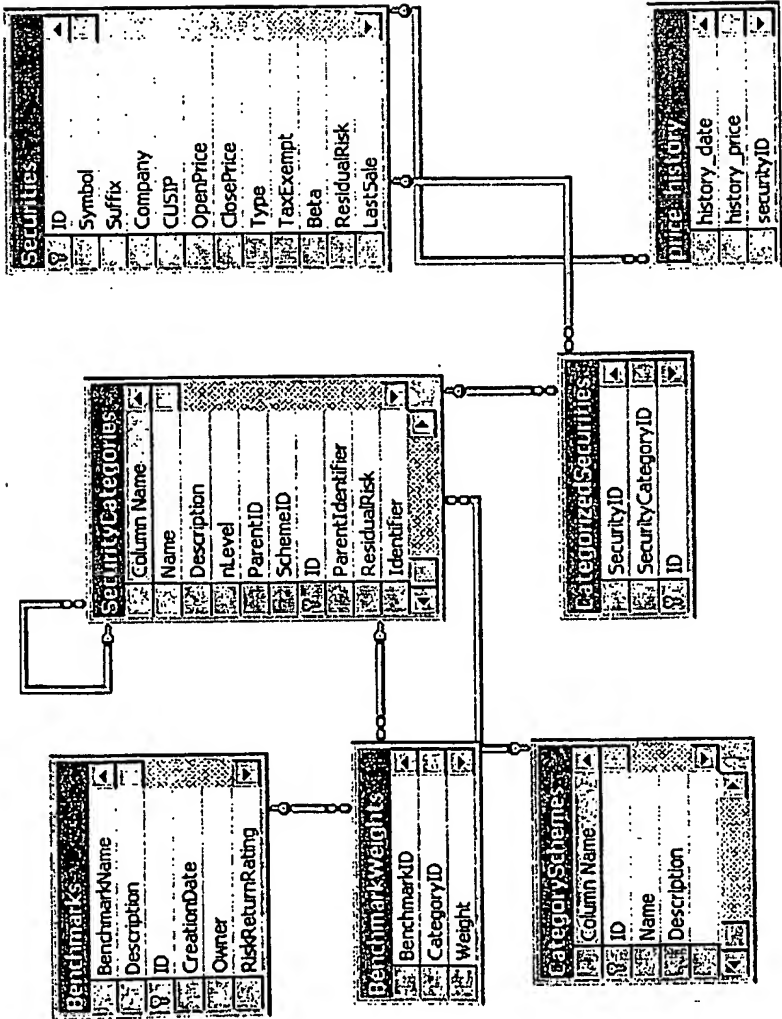 Benchmarks
BenchmarkName
Description
ID
CreationDate
Owner
RiskReturnRating
BenchmarkWeights
BenchmarkID
CategoryID
Weight
CategorySchemes
Column Name
ID
Name
Description
SecurityCategories
Column Name
Name
Description
nLevel
ParentID
SchemeID
ID
ParentIdentifier
ResidualRisk
Identifier
CategorizedSecurities
SecurityID
SecurityCategoryID
ID
Securities
ID
Symbol
Suffix
Company
CUSIP
OpenPrice
ClosePrice
Type
TaxExempt
Beta
ResidualRisk
LastSale
price_history
history_date
history_price
securityID